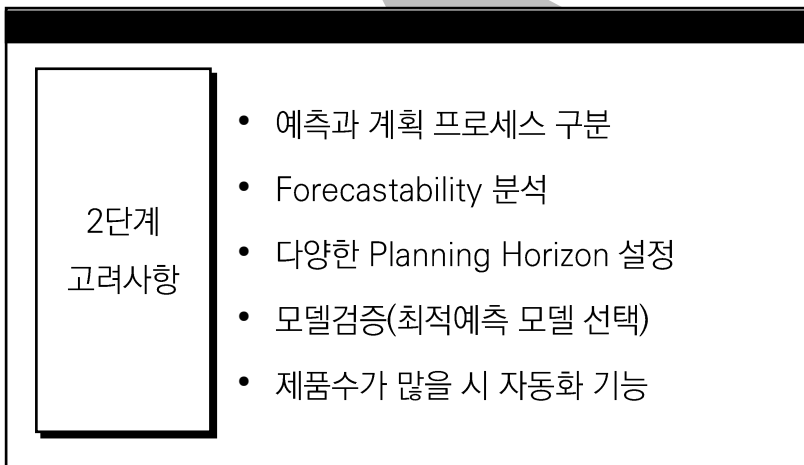 2단계
고려사항
• 예측과 계획 프로세스 구분
• Forecastability 분석
• 다양한 Planning Horizon 설정
• 모델검증(최적예측 모델 선택)
• 제품수가 많을 시 자동화 기능